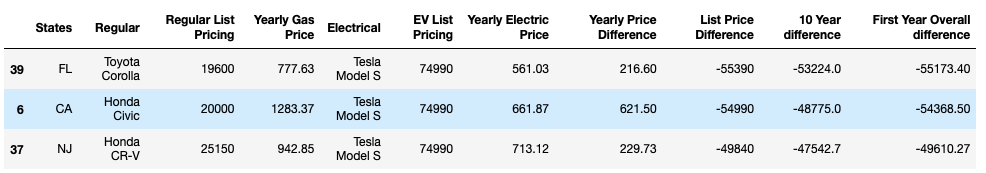 States Regular Regular List Pricing Yearly Gas Price Electrical EV List Pricing Yearly Electric Price Yearly Price Difference List Price Difference 10 Year difference First Year Overall difference
39 FL Toyota Corolla 19600 777.63 Tesla Model S 74990 561.03 216.60 -55390 -53224.0 -55173.40
6 CA Honda Civic 20000 1283.37 Tesla Model S 74990 661.87 621.50 -54990 -48775.0 -54368.50
37 NJ Honda CR-V 25150 942.85 Tesla Model S 74990 713.12 229.73 -49840 -47542.7 -49610.27